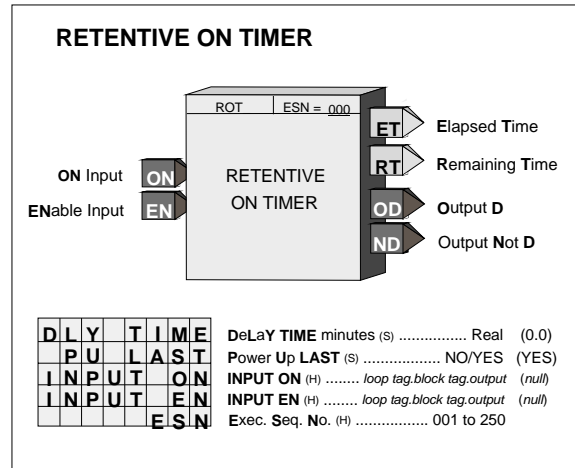 RETENTIVE ON TIMER
ROT ESN = 000
ET Elapsed Time
RT Remaining Time
ON Input ON RETENTIVE
ENable Input EN ON TIMER
OD Output D
ND Output Not D
DLY TIME DeLaY TIME minutes (S) ................. Real (0.0)
PU LAST Power Up LAST (S) .................. NO/YES (YES)
INPUT ON INPUT ON (H) ........ loop tag.block tag.output (null)
INPUT EN INPUT EN (H) ........ loop tag.block tag.output (null)
ESN Exec. Seq. No. (H) ................. 001 to 250